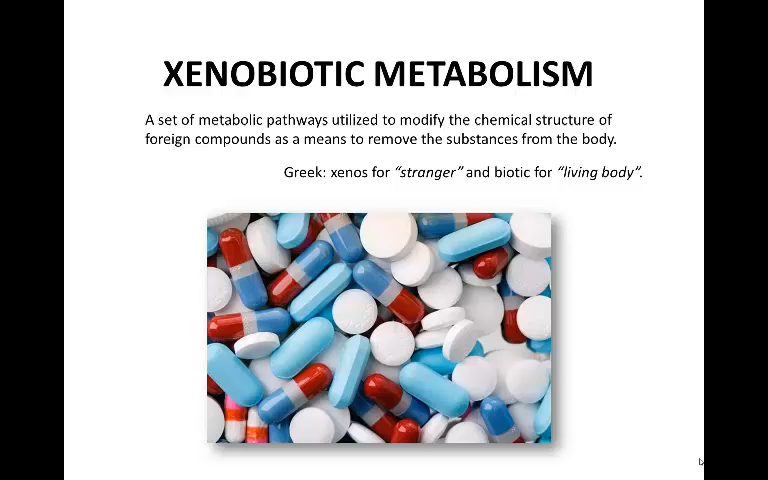 XENOBIOTIC METABOLISM
A set of metabolic pathways utilized to modify the chemical structure of
foreign compounds as a means to remove the substances from the body.
Greek: xenos for “stranger” and biotic for “living body”.